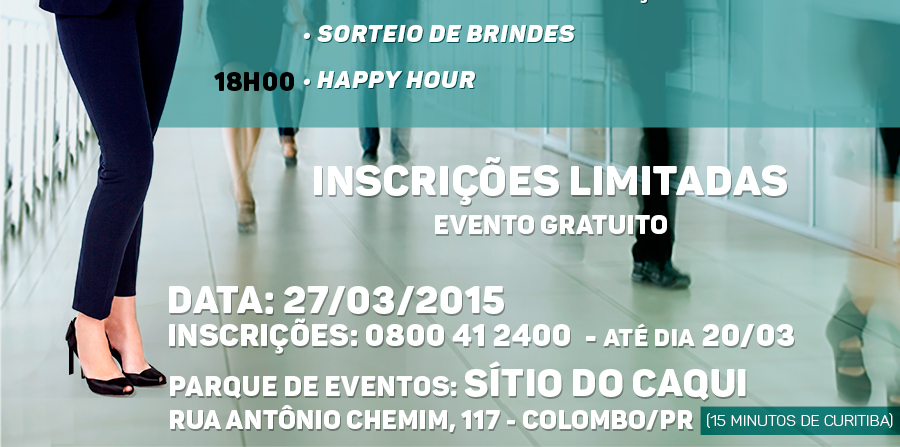 • SORTEIO DE BRINDES
18H00 • HAPPY HOUR
INSCRIÇÕES LIMITADAS
EVENTO GRATUITO
DATA: 27/03/2015
INSCRIÇÕES: 0800 41 2400 - ATÉ DIA 20/03
PARQUE DE EVENTOS: SÍTIO DO CAQUI
RUA ANTÔNIO CHEMIM, 117 - COLOMBO/PR (15 MINUTOS DE CURITIBA)